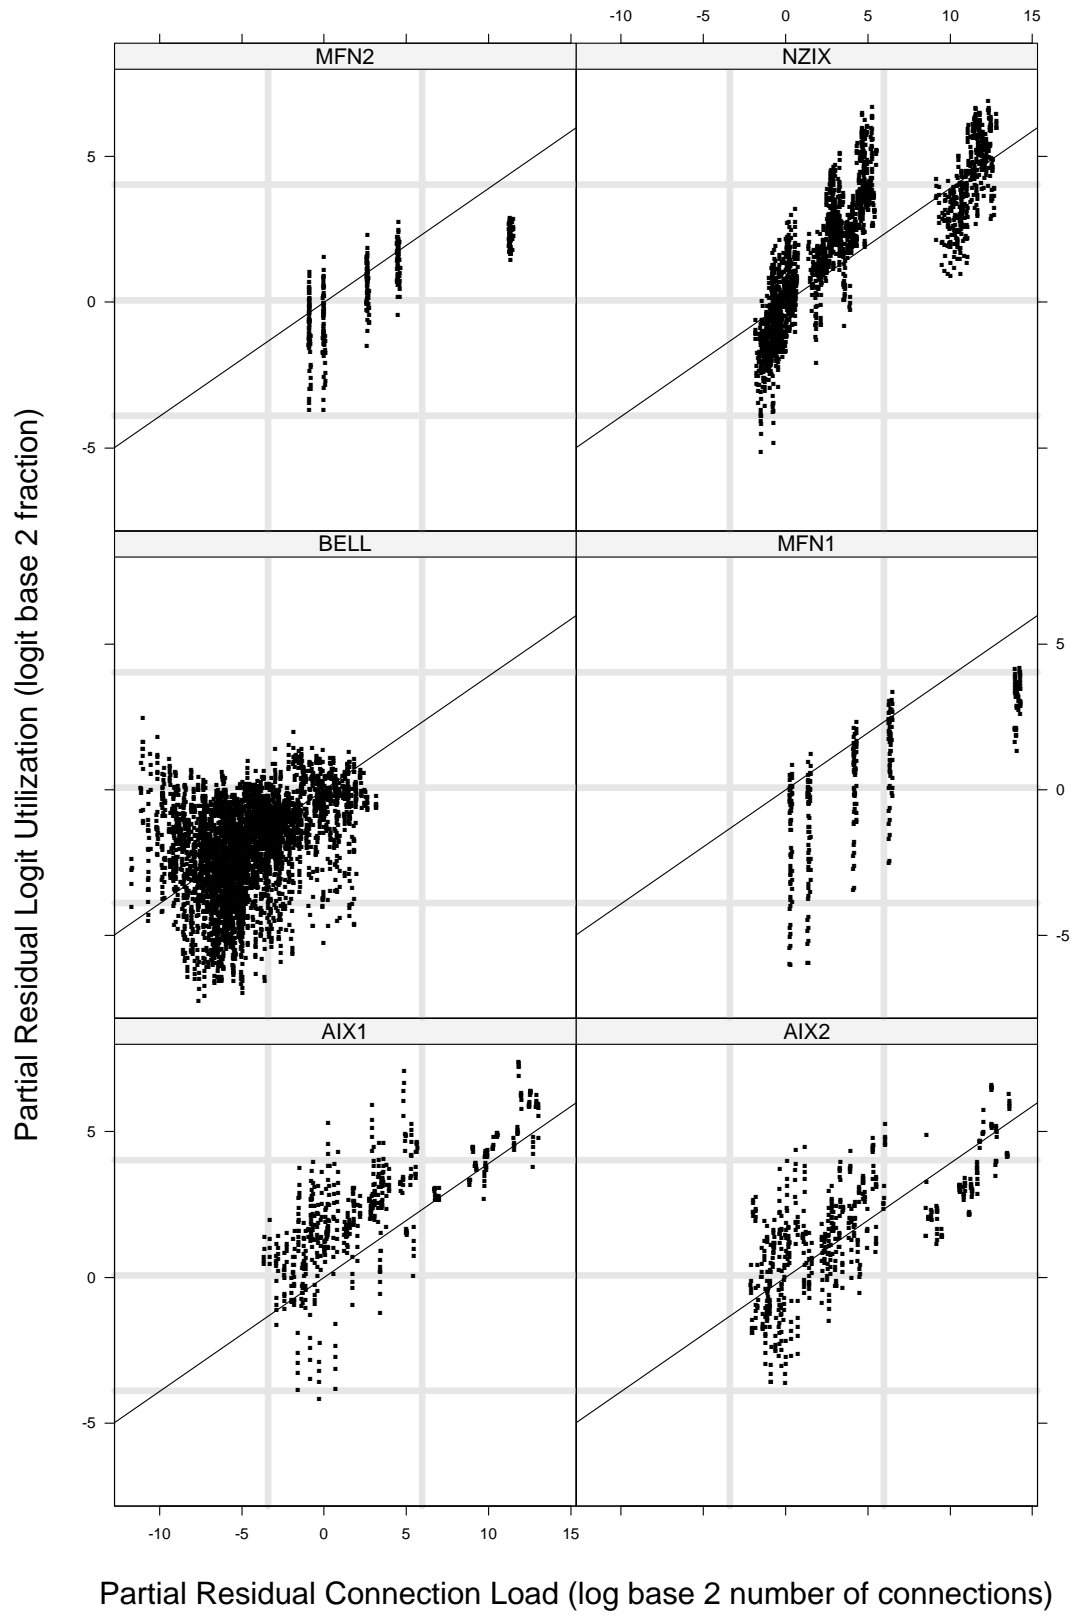 -10 -5 0 5 10 15
MFN2 NZIX
5
0
-5
BELL MFN1
5
0
-5
AIX1 AIX2
5
0
-5
-10 -5 0 5 10 15
Partial Residual Logit Utilization (logit base 2 fraction)
Partial Residual Connection Load (log base 2 number of connections)